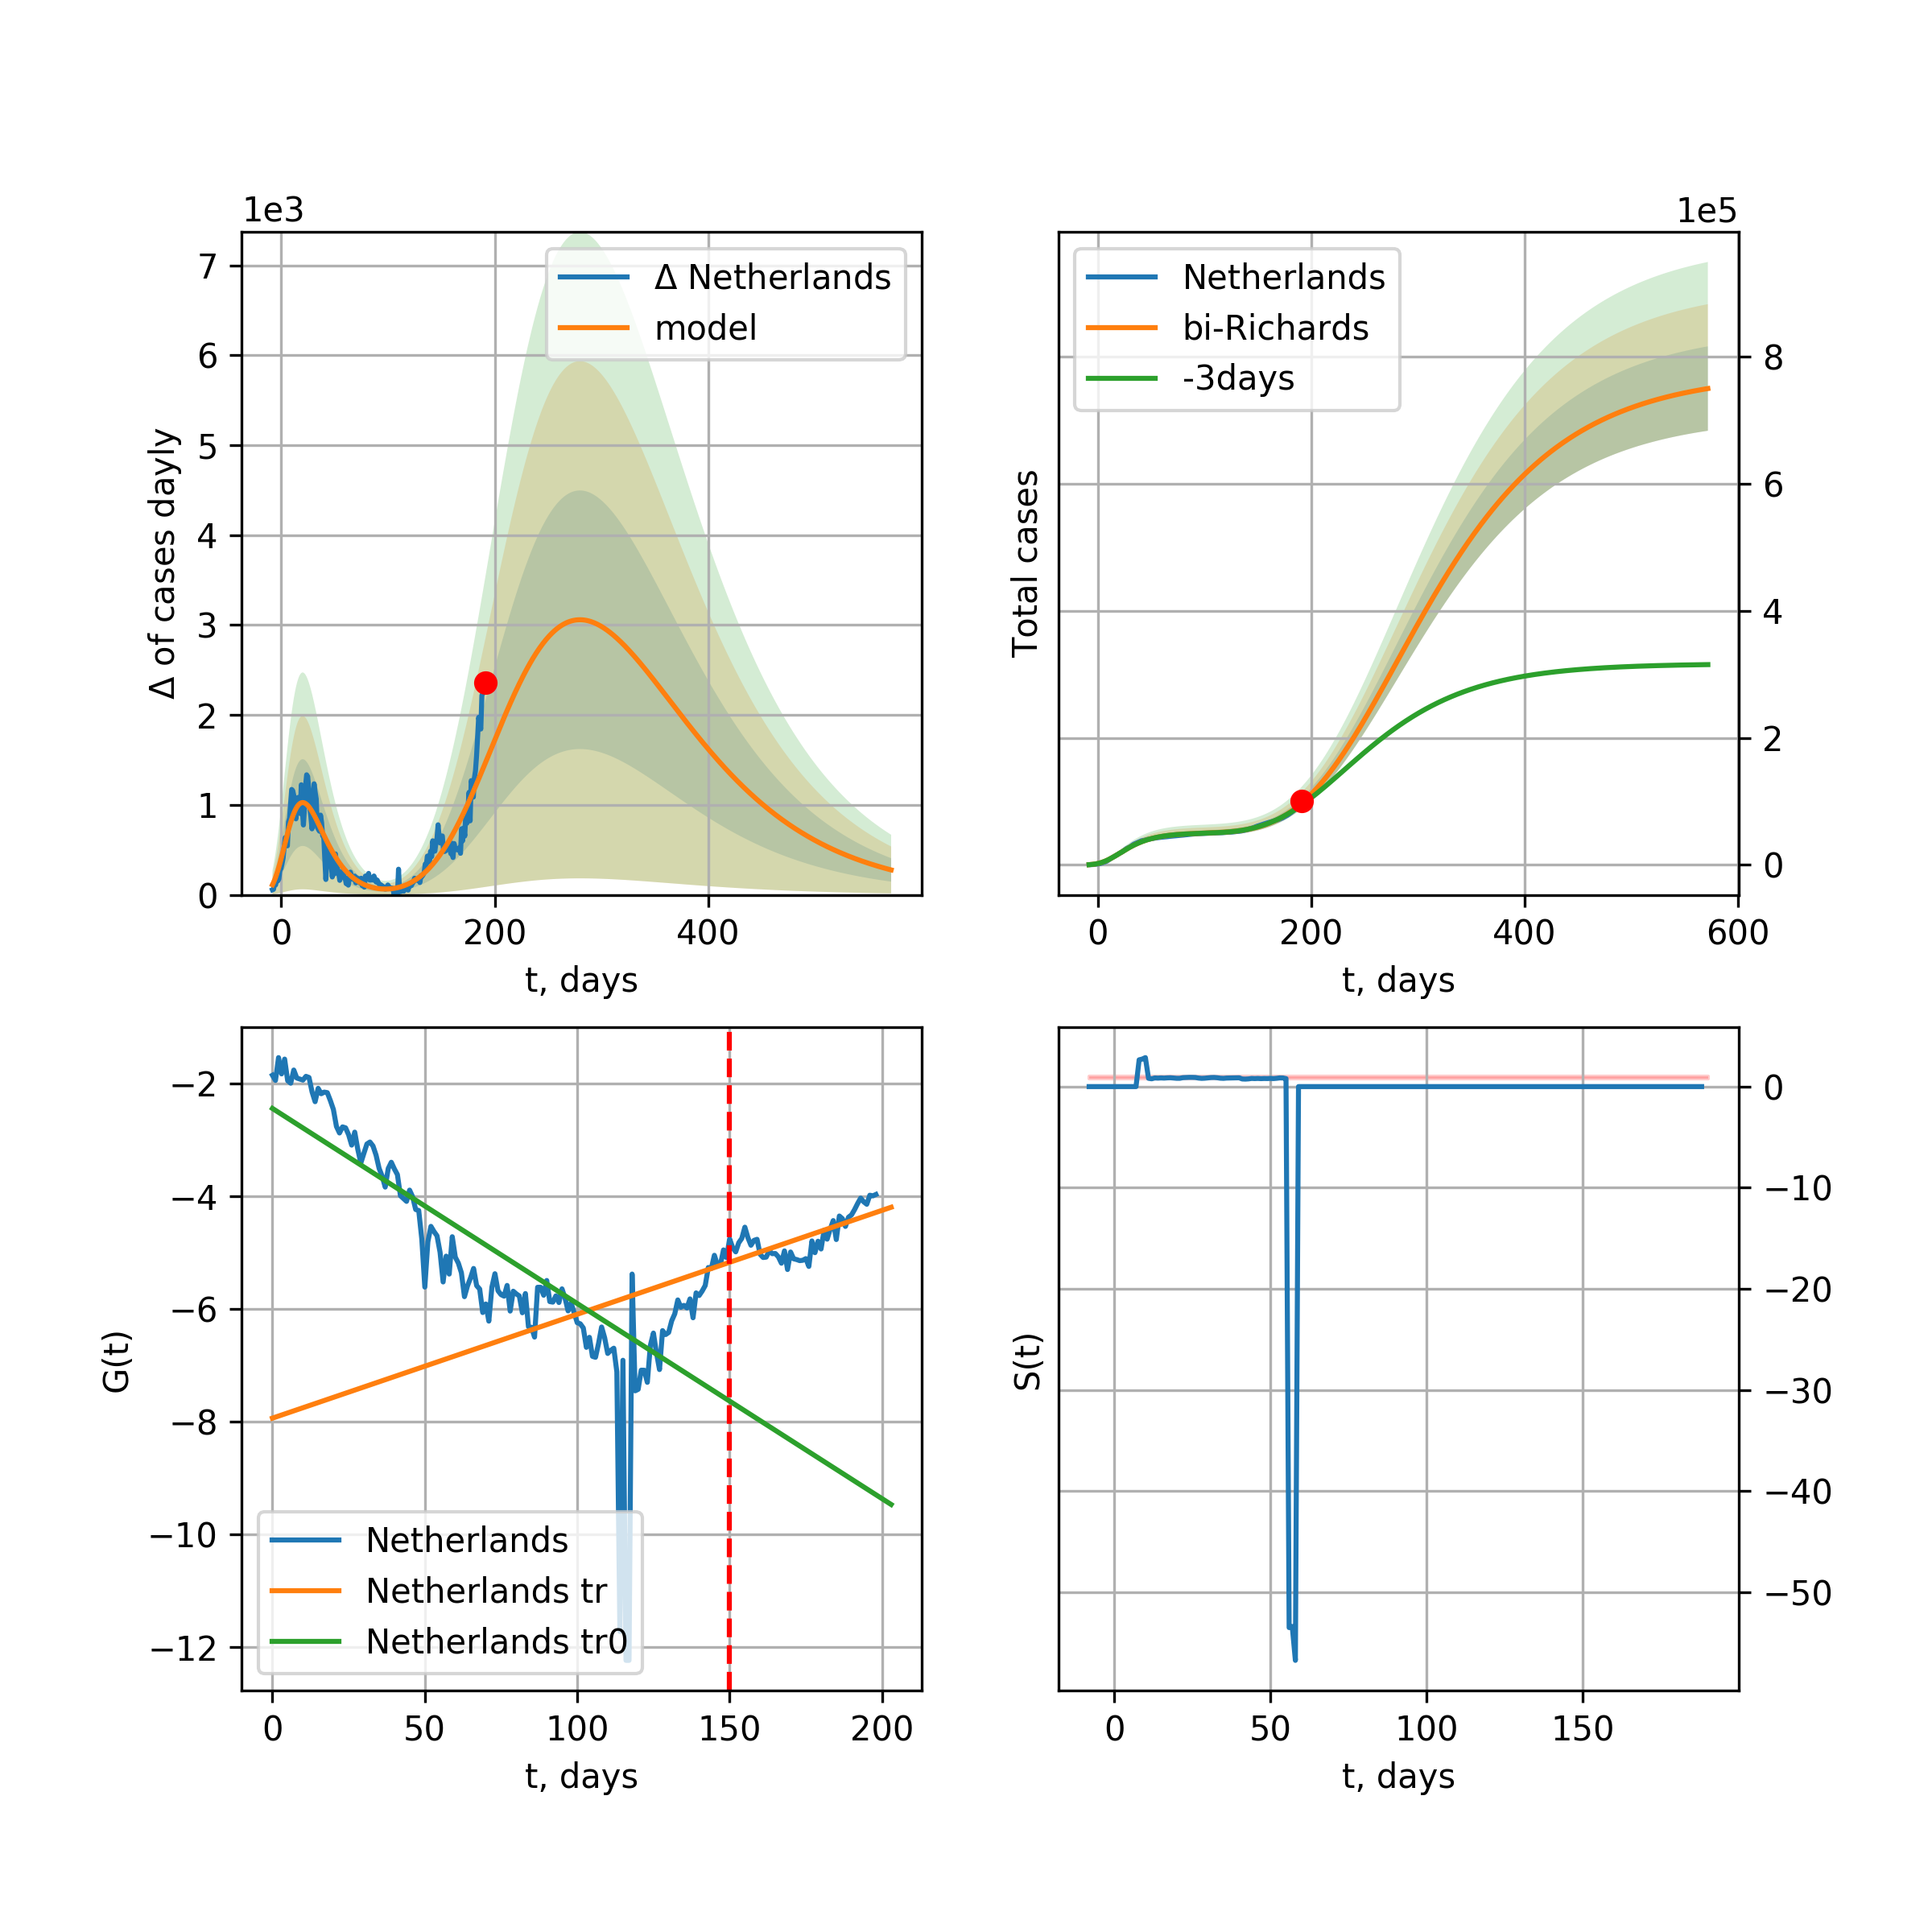 1e3
Δ of cases dayly
7
6
5
4
3
2
1
0
Δ Netherlands
model
0 200 400
t, days
1e5
Total cases
Netherlands
bi-Richards
-3days
8
6
4
2
0
0 200 400 600
t, days
G(t)
−2
−4
−6
−8
−10
−12
Netherlands
Netherlands tr
Netherlands tr0
0 50 100 150 200
t, days
S(t)
0
−10
−20
−30
−40
−50
0 50 100 150
t, days